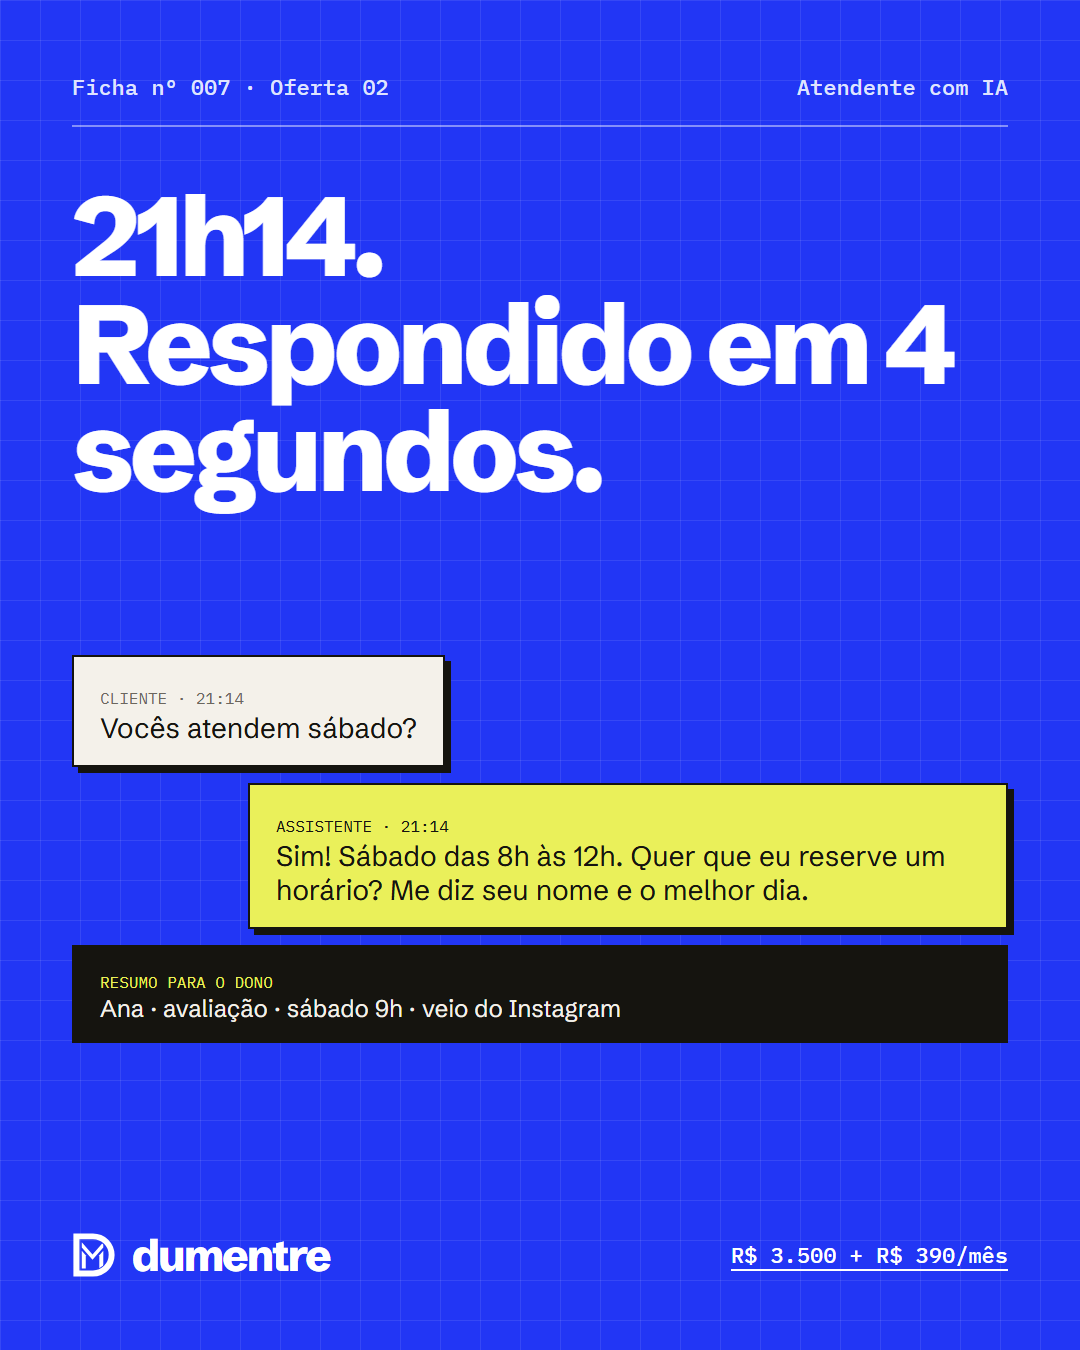 Ficha nº 007 · Oferta 02
Atendente com IA
21h14.
Respondido em 4
segundos.
CLIENTE · 21:14
Vocês atendem sábado?
ASSISTENTE · 21:14
Sim! Sábado das 8h às 12h. Quer que eu reserve um
horário? Me diz seu nome e o melhor dia.
RESUMO PARA O DONO
Ana · avaliação · sábado 9h · veio do Instagram
dumentre
R$ 3.500 + R$ 390/mês